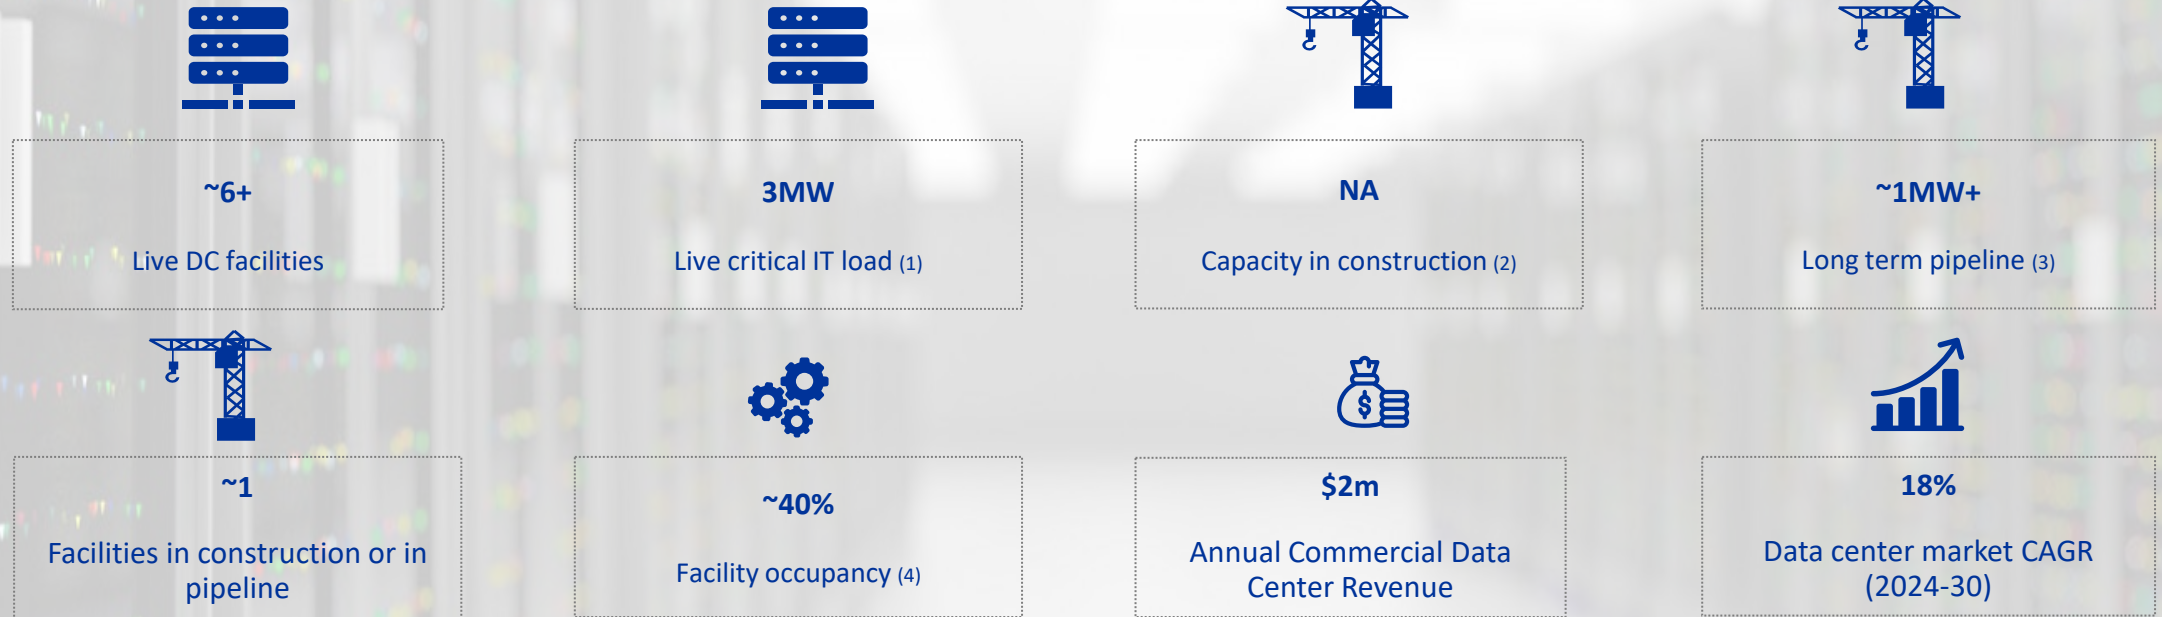 ~6+
Live DC facilities
3MW
Live critical IT load (1)
NA
Capacity in construction (2)
~1MW+
Long term pipeline (3)
~1
Facilities in construction or in
pipeline
~40%
Facility occupancy (4)
$2m
Annual Commercial Data
Center Revenue
18%
Data center market CAGR
(2024-30)